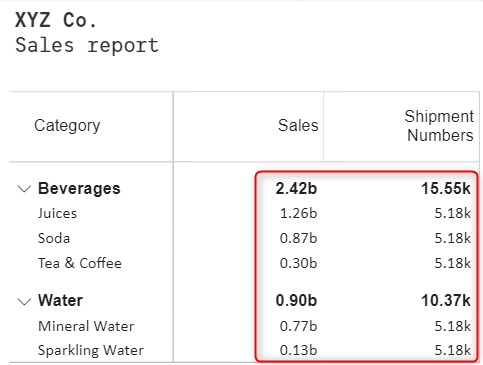 XYZ Co.
Sales report
Category Sales Shipment
Numbers
Beverages 2.42b 15.55k
Juices 1.26b 5.18k
Soda 0.87b 5.18k
Tea & Coffee 0.30b 5.18k
Water 0.90b 10.37k
Mineral Water 0.77b 5.18k
Sparkling Water 0.13b 5.18k